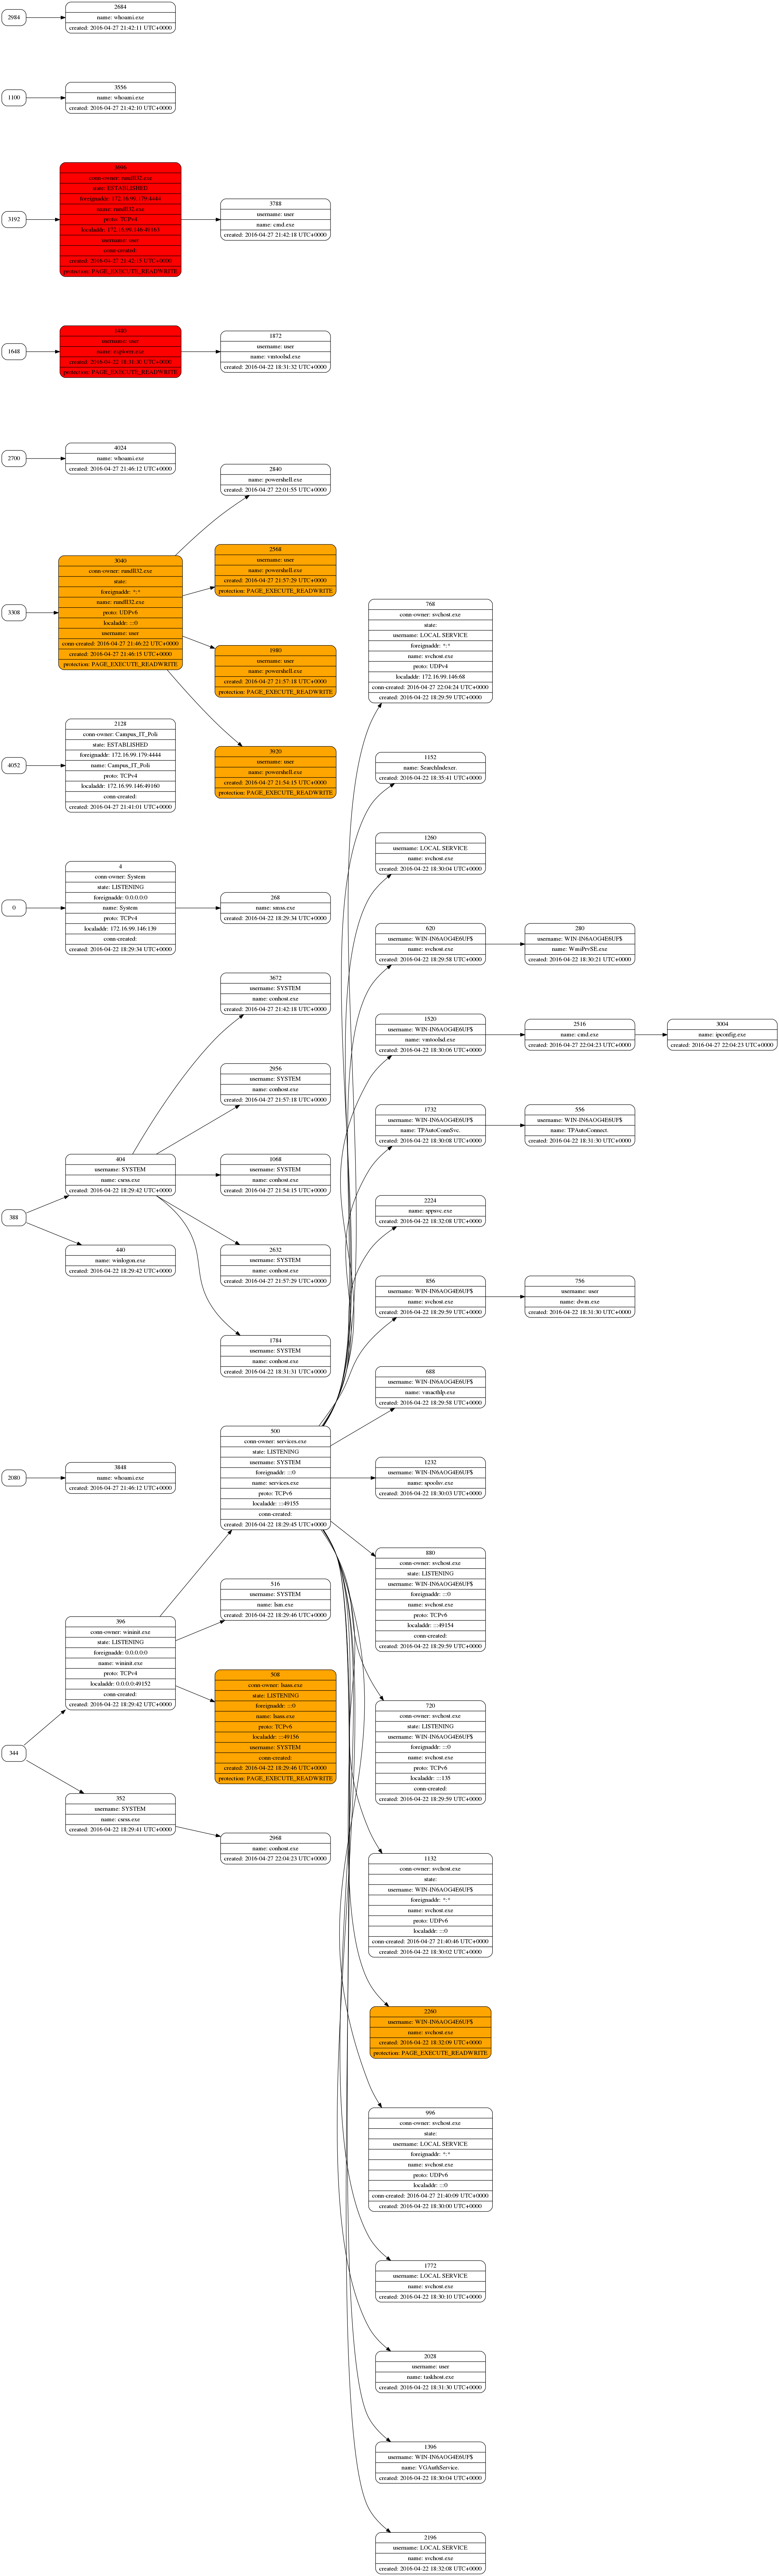 2984
2684
name: whoami.exe
created: 2016-04-27 21:42:11 UTC+0000
1100
3556
name: whoami.exe
created: 2016-04-27 21:42:10 UTC+0000
3192
conn-owner: rundll32.exe
state: ESTABLISHED
foreignaddr: 172.16.99.179:4444
name: rundll32.exe
proto: TCPv4
localaddr: 172.16.99.146:49161
username: user
conn-created:
created: 2016-04-27 21:42:15 UTC+0000
protection: PAGE_EXECUTE_READWRITE
3788
username: user
name: cmd.exe
created: 2016-04-27 21:42:18 UTC+0000
1648
username: user
name: explorer.exe
protection: PAGE_EXECUTE_READWRITE
1872
username: user
name: vmtoolsd.exe
created: 2016-04-22 18:31:32 UTC+0000
2700
4024
name: whoami.exe
created: 2016-04-27 21:46:12 UTC+0000
2840
name: powershell.exe
created: 2016-04-27 22:01:55 UTC+0000
3308
3040
conn-owner: rundll32.exe
state:
foreignaddr: *:*
name: rundll32.exe
proto: UDPv6
localaddr: :::0
username: user
conn-created: 2016-04-27 21:46:22 UTC+0000
created: 2016-04-27 21:46:15 UTC+0000
protection: PAGE_EXECUTE_READWRITE
2568
username: user
name: powershell.exe
created: 2016-04-27 21:57:29 UTC+0000
protection: PAGE_EXECUTE_READWRITE
1980
username: user
name: powershell.exe
created: 2016-04-27 21:57:18 UTC+0000
protection: PAGE_EXECUTE_READWRITE
3920
username: user
name: powershell.exe
created: 2016-04-27 21:54:15 UTC+0000
protection: PAGE_EXECUTE_READWRITE
4052
2128
conn-owner: Campus_IT_Poli
state: ESTABLISHED
foreignaddr: 172.16.99.179:4444
name: Campus_IT_Poli
proto: TCPv4
localaddr: 172.16.99.146:49160
conn-created:
created: 2016-04-27 21:41:01 UTC+0000
0
4
conn-owner: System
state: LISTENING
foreignaddr: 0.0.0.0:0
name: System
proto: TCPv4
localaddr: 172.16.99.146:139
conn-created:
created: 2016-04-22 18:29:34 UTC+0000
268
name: smss.exe
created: 2016-04-22 18:29:34 UTC+0000
3672
username: SYSTEM
name: conhost.exe
created: 2016-04-27 21:42:18 UTC+0000
2956
username: SYSTEM
name: conhost.exe
created: 2016-04-27 21:57:18 UTC+0000
388
404
username: SYSTEM
name: csrss.exe
created: 2016-04-22 18:29:42 UTC+0000
1068
username: SYSTEM
name: conhost.exe
created: 2016-04-27 21:54:15 UTC+0000
440
name: winlogon.exe
created: 2016-04-22 18:29:42 UTC+0000
2632
username: SYSTEM
name: conhost.exe
created: 2016-04-27 21:57:29 UTC+0000
1784
username: SYSTEM
name: conhost.exe
created: 2016-04-22 18:31:31 UTC+0000
2080
3848
name: whoami.exe
created: 2016-04-27 21:46:12 UTC+0000
500
conn-owner: services.exe
state: LISTENING
username: SYSTEM
foreignaddr: :::0
name: services.exe
proto: TCPv6
localaddr: :::49155
conn-created:
created: 2016-04-22 18:29:45 UTC+0000
516
username: SYSTEM
name: lsm.exe
created: 2016-04-22 18:29:46 UTC+0000
344
396
conn-owner: wininit.exe
state: LISTENING
foreignaddr: 0.0.0.0:0
name: wininit.exe
proto: TCPv4
localaddr: 0.0.0.0:49152
conn-created:
created: 2016-04-22 18:29:42 UTC+0000
508
conn-owner: lsass.exe
state: LISTENING
foreignaddr: :::0
name: lsass.exe
proto: TCPv6
localaddr: :::49156
username: SYSTEM
conn-created:
created: 2016-04-22 18:29:46 UTC+0000
protection: PAGE_EXECUTE_READWRITE
352
username: SYSTEM
name: csrss.exe
created: 2016-04-22 18:29:41 UTC+0000
2968
name: conhost.exe
created: 2016-04-27 22:04:23 UTC+0000
768
conn-owner: svchost.exe
state:
username: LOCAL SERVICE
foreignaddr: *:*
name: svchost.exe
proto: UDPv4
localaddr: 172.16.99.146:68
conn-created: 2016-04-27 22:04:24 UTC+0000
created: 2016-04-22 18:29:59 UTC+0000
1152
name: SearchIndexer.
created: 2016-04-22 18:35:41 UTC+0000
1260
username: LOCAL SERVICE
name: svchost.exe
created: 2016-04-22 18:30:04 UTC+0000
620
username: WIN-IN6AOG4E6UF$
name: svchost.exe
created: 2016-04-22 18:29:58 UTC+0000
280
username: WIN-IN6AOG4E6UF$
name: WmiPrvSE.exe
created: 2016-04-22 18:30:21 UTC+0000
1520
username: WIN-IN6AOG4E6UF$
name: vmtoolsd.exe
created: 2016-04-22 18:30:06 UTC+0000
2516
name: cmd.exe
created: 2016-04-27 22:04:23 UTC+0000
3004
name: ipconfig.exe
created: 2016-04-27 22:04:23 UTC+0000
1732
username: WIN-IN6AOG4E6UF$
name: TPAutoConnSvc.
created: 2016-04-22 18:30:08 UTC+0000
556
username: WIN-IN6AOG4E6UF$
name: TPAutoConnect.
created: 2016-04-22 18:31:30 UTC+0000
2224
name: sppsvc.exe
created: 2016-04-22 18:32:08 UTC+0000
856
username: WIN-IN6AOG4E6UF$
name: svchost.exe
created: 2016-04-22 18:29:59 UTC+0000
756
username: user
name: dwm.exe
created: 2016-04-22 18:31:30 UTC+0000
688
username: WIN-IN6AOG4E6UF$
name: vmacthlp.exe
created: 2016-04-22 18:29:58 UTC+0000
1232
username: WIN-IN6AOG4E6UF$
name: spoolsv.exe
created: 2016-04-22 18:30:03 UTC+0000
880
conn-owner: svchost.exe
state: LISTENING
username: WIN-IN6AOG4E6UF$
foreignaddr: :::0
name: svchost.exe
proto: TCPv6
localaddr: :::49154
conn-created:
created: 2016-04-22 18:29:59 UTC+0000
720
conn-owner: svchost.exe
state: LISTENING
username: WIN-IN6AOG4E6UF$
foreignaddr: :::0
name: svchost.exe
proto: TCPv6
localaddr: :::135
conn-created:
created: 2016-04-22 18:29:59 UTC+0000
1132
conn-owner: svchost.exe
state:
username: WIN-IN6AOG4E6UF$
foreignaddr: *:*
name: svchost.exe
proto: UDPv6
localaddr: :::0
conn-created: 2016-04-27 21:40:46 UTC+0000
created: 2016-04-22 18:30:02 UTC+0000
2260
username: WIN-IN6AOG4E6UF$
name: svchost.exe
created: 2016-04-22 18:32:09 UTC+0000
protection: PAGE_EXECUTE_READWRITE
996
conn-owner: svchost.exe
state:
username: LOCAL SERVICE
foreignaddr: *:*
name: svchost.exe
proto: UDPv6
localaddr: :::0
conn-created: 2016-04-27 21:40:09 UTC+0000
created: 2016-04-22 18:30:00 UTC+0000
1772
username: LOCAL SERVICE
name: svchost.exe
created: 2016-04-22 18:30:10 UTC+0000
2028
username: user
name: taskhost.exe
created: 2016-04-22 18:31:30 UTC+0000
1396
username: WIN-IN6AOG4E6UF$
name: VGAuthService.
created: 2016-04-22 18:30:04 UTC+0000
2196
username: LOCAL SERVICE
name: svchost.exe
created: 2016-04-22 18:32:08 UTC+0000